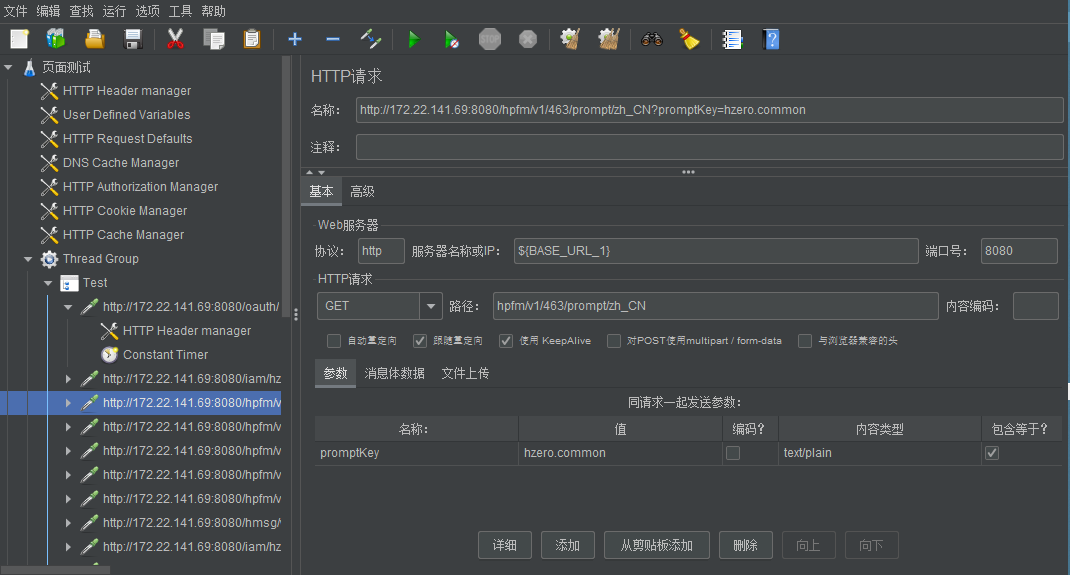 文件 编辑 查找 运行 选项 工具 帮助
页面测试
HTTP Header manager
User Defined Variables
HTTP Request Defaults
DNS Cache Manager
HTTP Authorization Manager
HTTP Cookie Manager
HTTP Cache Manager
Thread Group
Test
http://172.22.141.69:8080/oauth/
HTTP Header manager
Constant Timer
http://172.22.141.69:8080/iam/hz
http://172.22.141.69:8080/hpfm/v
http://172.22.141.69:8080/hpfm/v
http://172.22.141.69:8080/hpfm/v
http://172.22.141.69:8080/hpfm/v
http://172.22.141.69:8080/hpfm/v
http://172.22.141.69:8080/hmsg/v
http://172.22.141.69:8080/iam/hz
HTTP请求
名称： http://172.22.141.69:8080/hpfm/v1/463/prompt/zh_CN?promptKey=hzero.common
注释：
基本 高级
Web服务器
协议： http 服务器名称或IP： ${BASE_URL_1} 端口号： 8080
HTTP请求
GET 路径： hpfm/v1/463/prompt/zh_CN 内容编码：
自动重定向 跟随重定向 使用 KeepAlive 对POST使用multipart / form-data 与浏览器兼容的头
参数 消息体数据 文件上传
同请求一起发送参数：
名称： 值 编码？ 内容类型 包含等于？
promptKey hzero.common text/plain
详细 添加 从剪贴板添加 删除 向上 向下